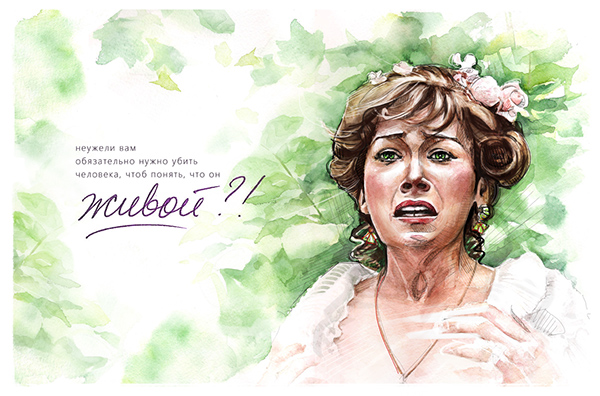 неужели вам
обязательно нужно убить
человека, чтоб понять, что он
живой?!